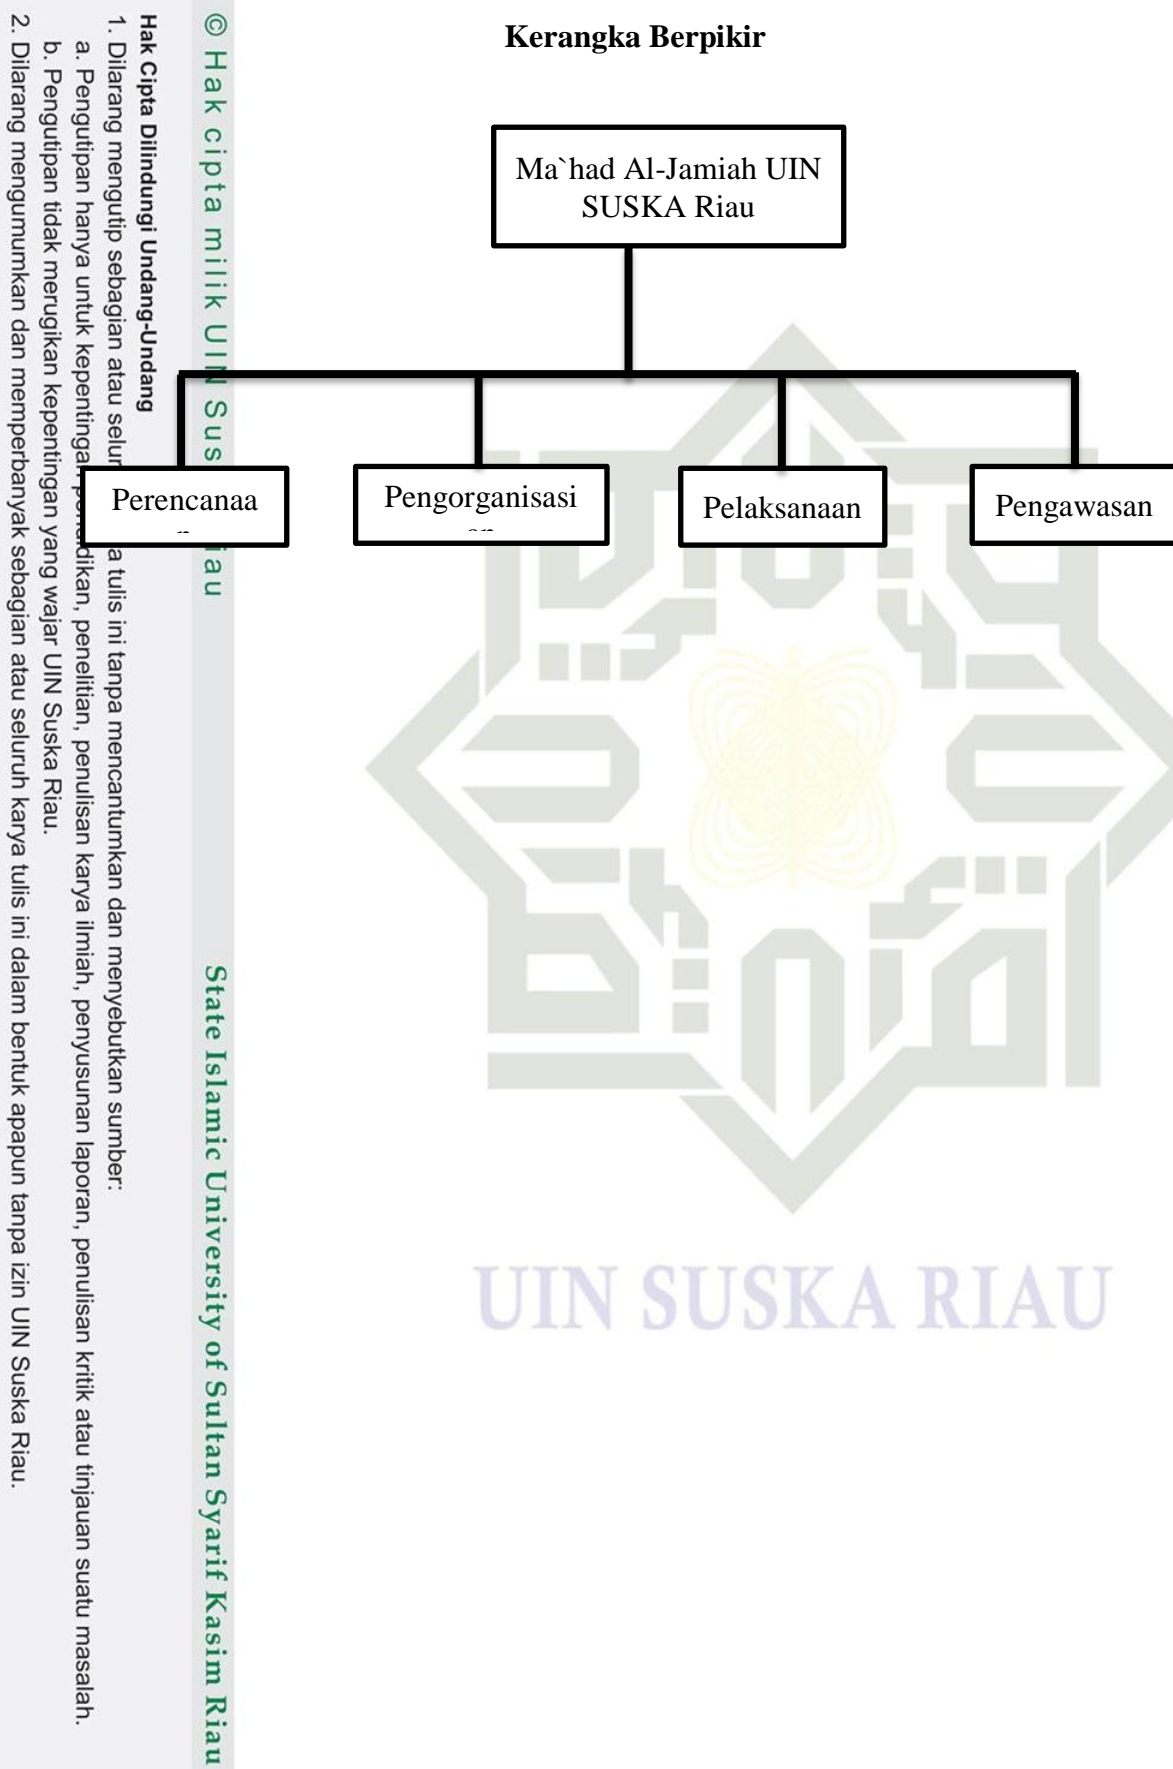 Kerangka Berpikir
Ma`had Al-Jamiah UIN
SUSKA Riau
Perencanaa
Pengorganisasi
Pelaksanaan
Pengawasan
UIN SUSKA RIAU
© Hak cipta milik UIN Sus iau
State Islamic University of Sultan Syarif Kasim Riau
Hak Cipta Dilindungi Undang-Undang
1. Dilarang mengutip sebagian atau selur a tulis ini tanpa mencantumkan dan menyebutkan sumber:
a. Pengutipan hanya untuk kepentingan pendidikan, penelitian, penulisan karya ilmiah, penyusunan laporan, penulisan kritik atau tinjauan suatu masalah.
b. Pengutipan tidak merugikan kepentingan yang wajar UIN Suska Riau.
2. Dilarang mengumumkan dan memperbanyak sebagian atau seluruh karya tulis ini dalam bentuk apapun tanpa izin UIN Suska Riau.